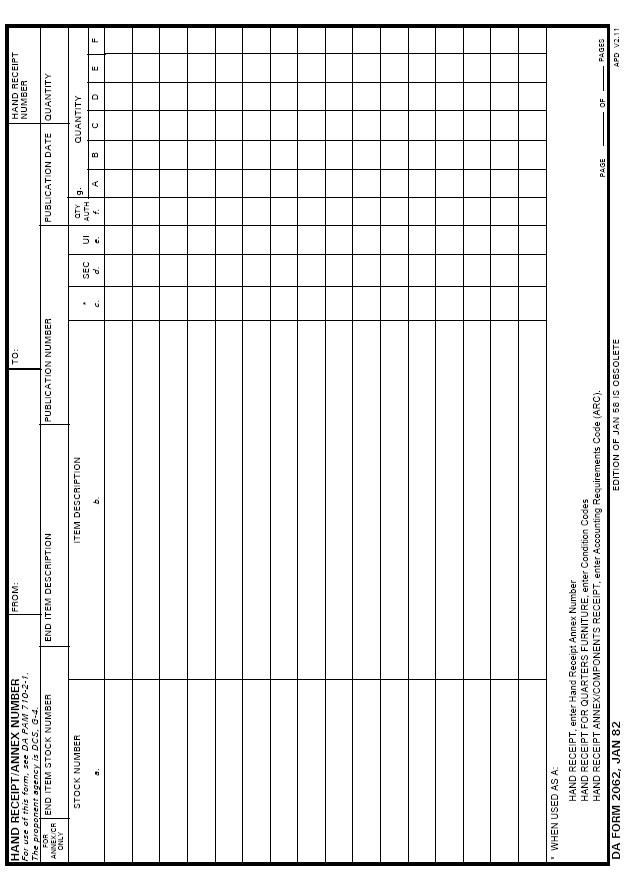 HAND RECEIPT/ANNEX NUMBER
For use of this form, see DA PAM 710-2-1.
The proponent agency is DCS, G-4.
FROM:
TO:
HAND RECEIPT
NUMBER
FOR
ANNEX/CR
ONLY
END ITEM STOCK NUMBER
END ITEM DESCRIPTION
PUBLICATION NUMBER
PUBLICATION DATE
QUANTITY
STOCK NUMBER
a.
ITEM DESCRIPTION
b.
*
c.
SEC
d.
UI
e.
QTY
AUTH
f.
g.
QUANTITY
A
B
C
D
E
F
* WHEN USED AS A:
HAND RECEIPT, enter Hand Receipt Annex Number
HAND RECEIPT FOR QUARTERS FURNITURE, enter Condition Codes
HAND RECEIPT ANNEX/COMPONENTS RECEIPT, enter Accounting Requirements Code (ARC).
PAGE OF PAGES
DA FORM 2062, JAN 82
EDITION OF JAN 58 IS OBSOLETE
APD V2.11